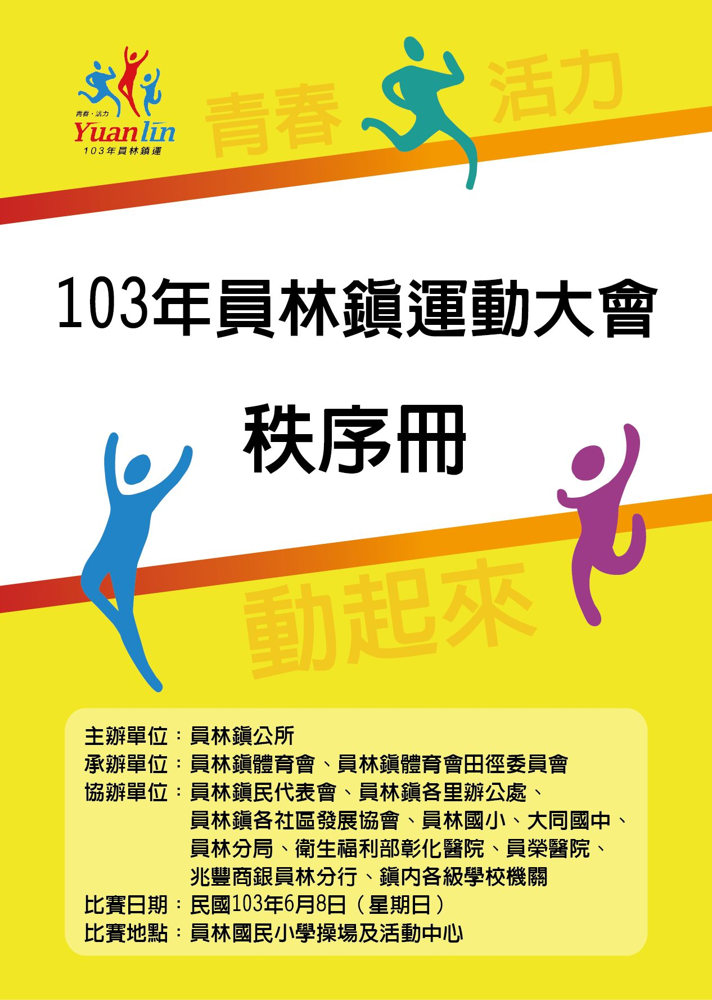 青春・活力
Yuanlin
103年員林鎮運
青春 活力
103年員林鎮運動大會
秩序冊
動起來
主辦單位：員林鎮公所
承辦單位：員林鎮體育會、員林鎮體育會田徑委員會
協辦單位：員林鎮民代表會、員林鎮各里辦公處、
員林鎮各社區發展協會、員林國小、大同國中、
員林分局、衛生福利部彰化醫院、員榮醫院、
兆豐商銀員林分行、鎮內各級學校機關
比賽日期：民國103年6月8日（星期日）
比賽地點：員林國民小學操場及活動中心